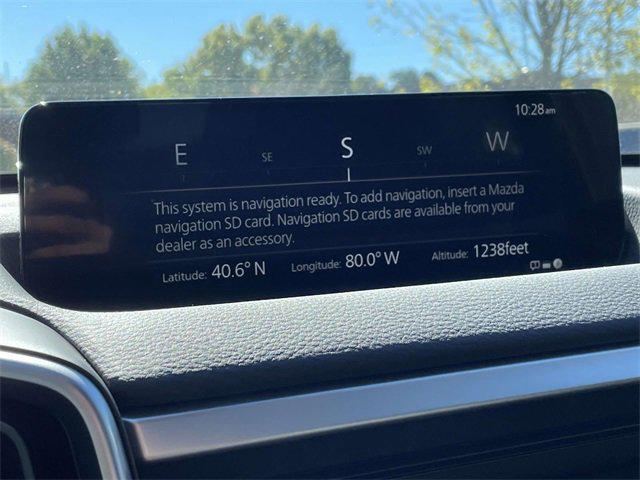 10:28am
E SE S SW W
This system is navigation ready. To add navigation, insert a Mazda
navigation SD card. Navigation SD cards are available from your
dealer as an accessory.
Latitude: 40.6° N Longitude: 80.0° W Altitude: 1238feet